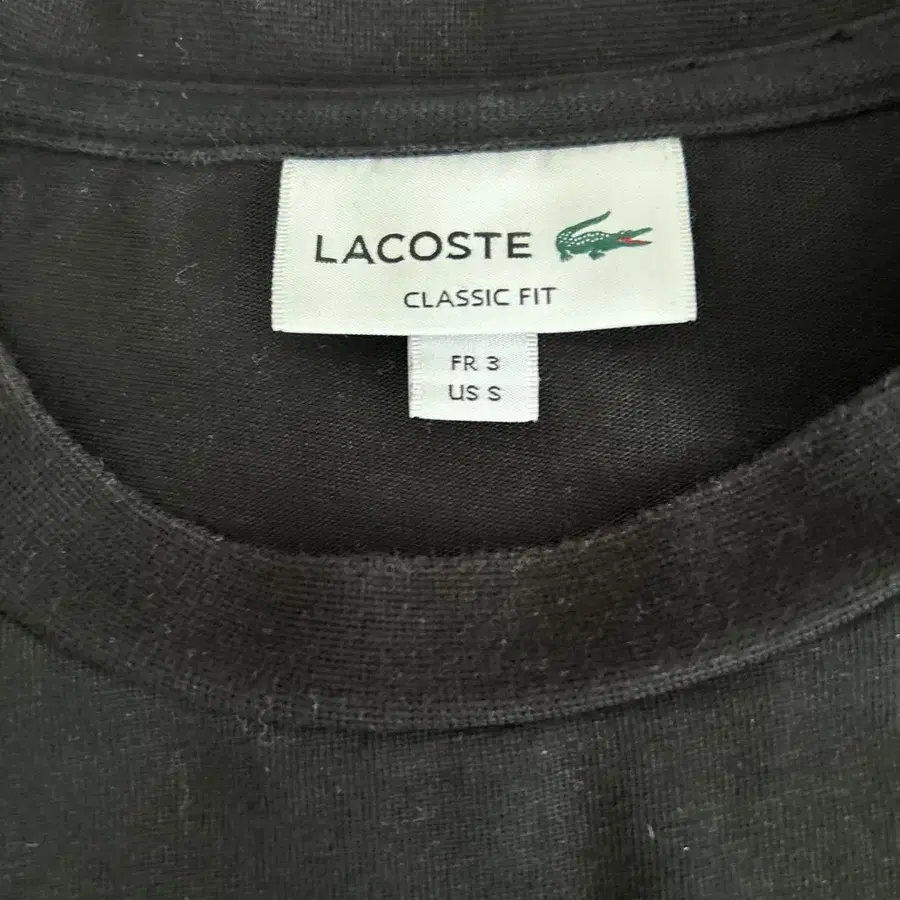 LACOSTE
CLASSIC FIT
FR 3
US S